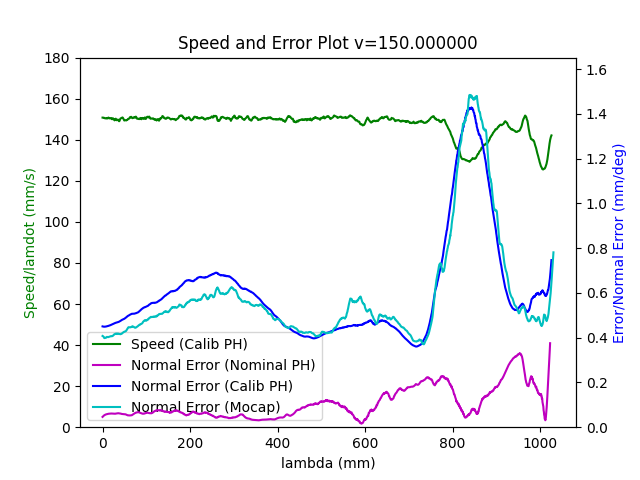 Speed and Error Plot v=150.000000
180
160
140
120
100
80
60
40
20
0
Speed/lamdot (mm/s)
1.6
1.4
1.2
1.0
0.8
0.6
0.4
0.2
0.0
Error/Normal Error (mm/deg)
Speed (Calib PH)
Normal Error (Nominal PH)
Normal Error (Calib PH)
Normal Error (Mocap)
0 200 400 600 800 1000
lambda (mm)